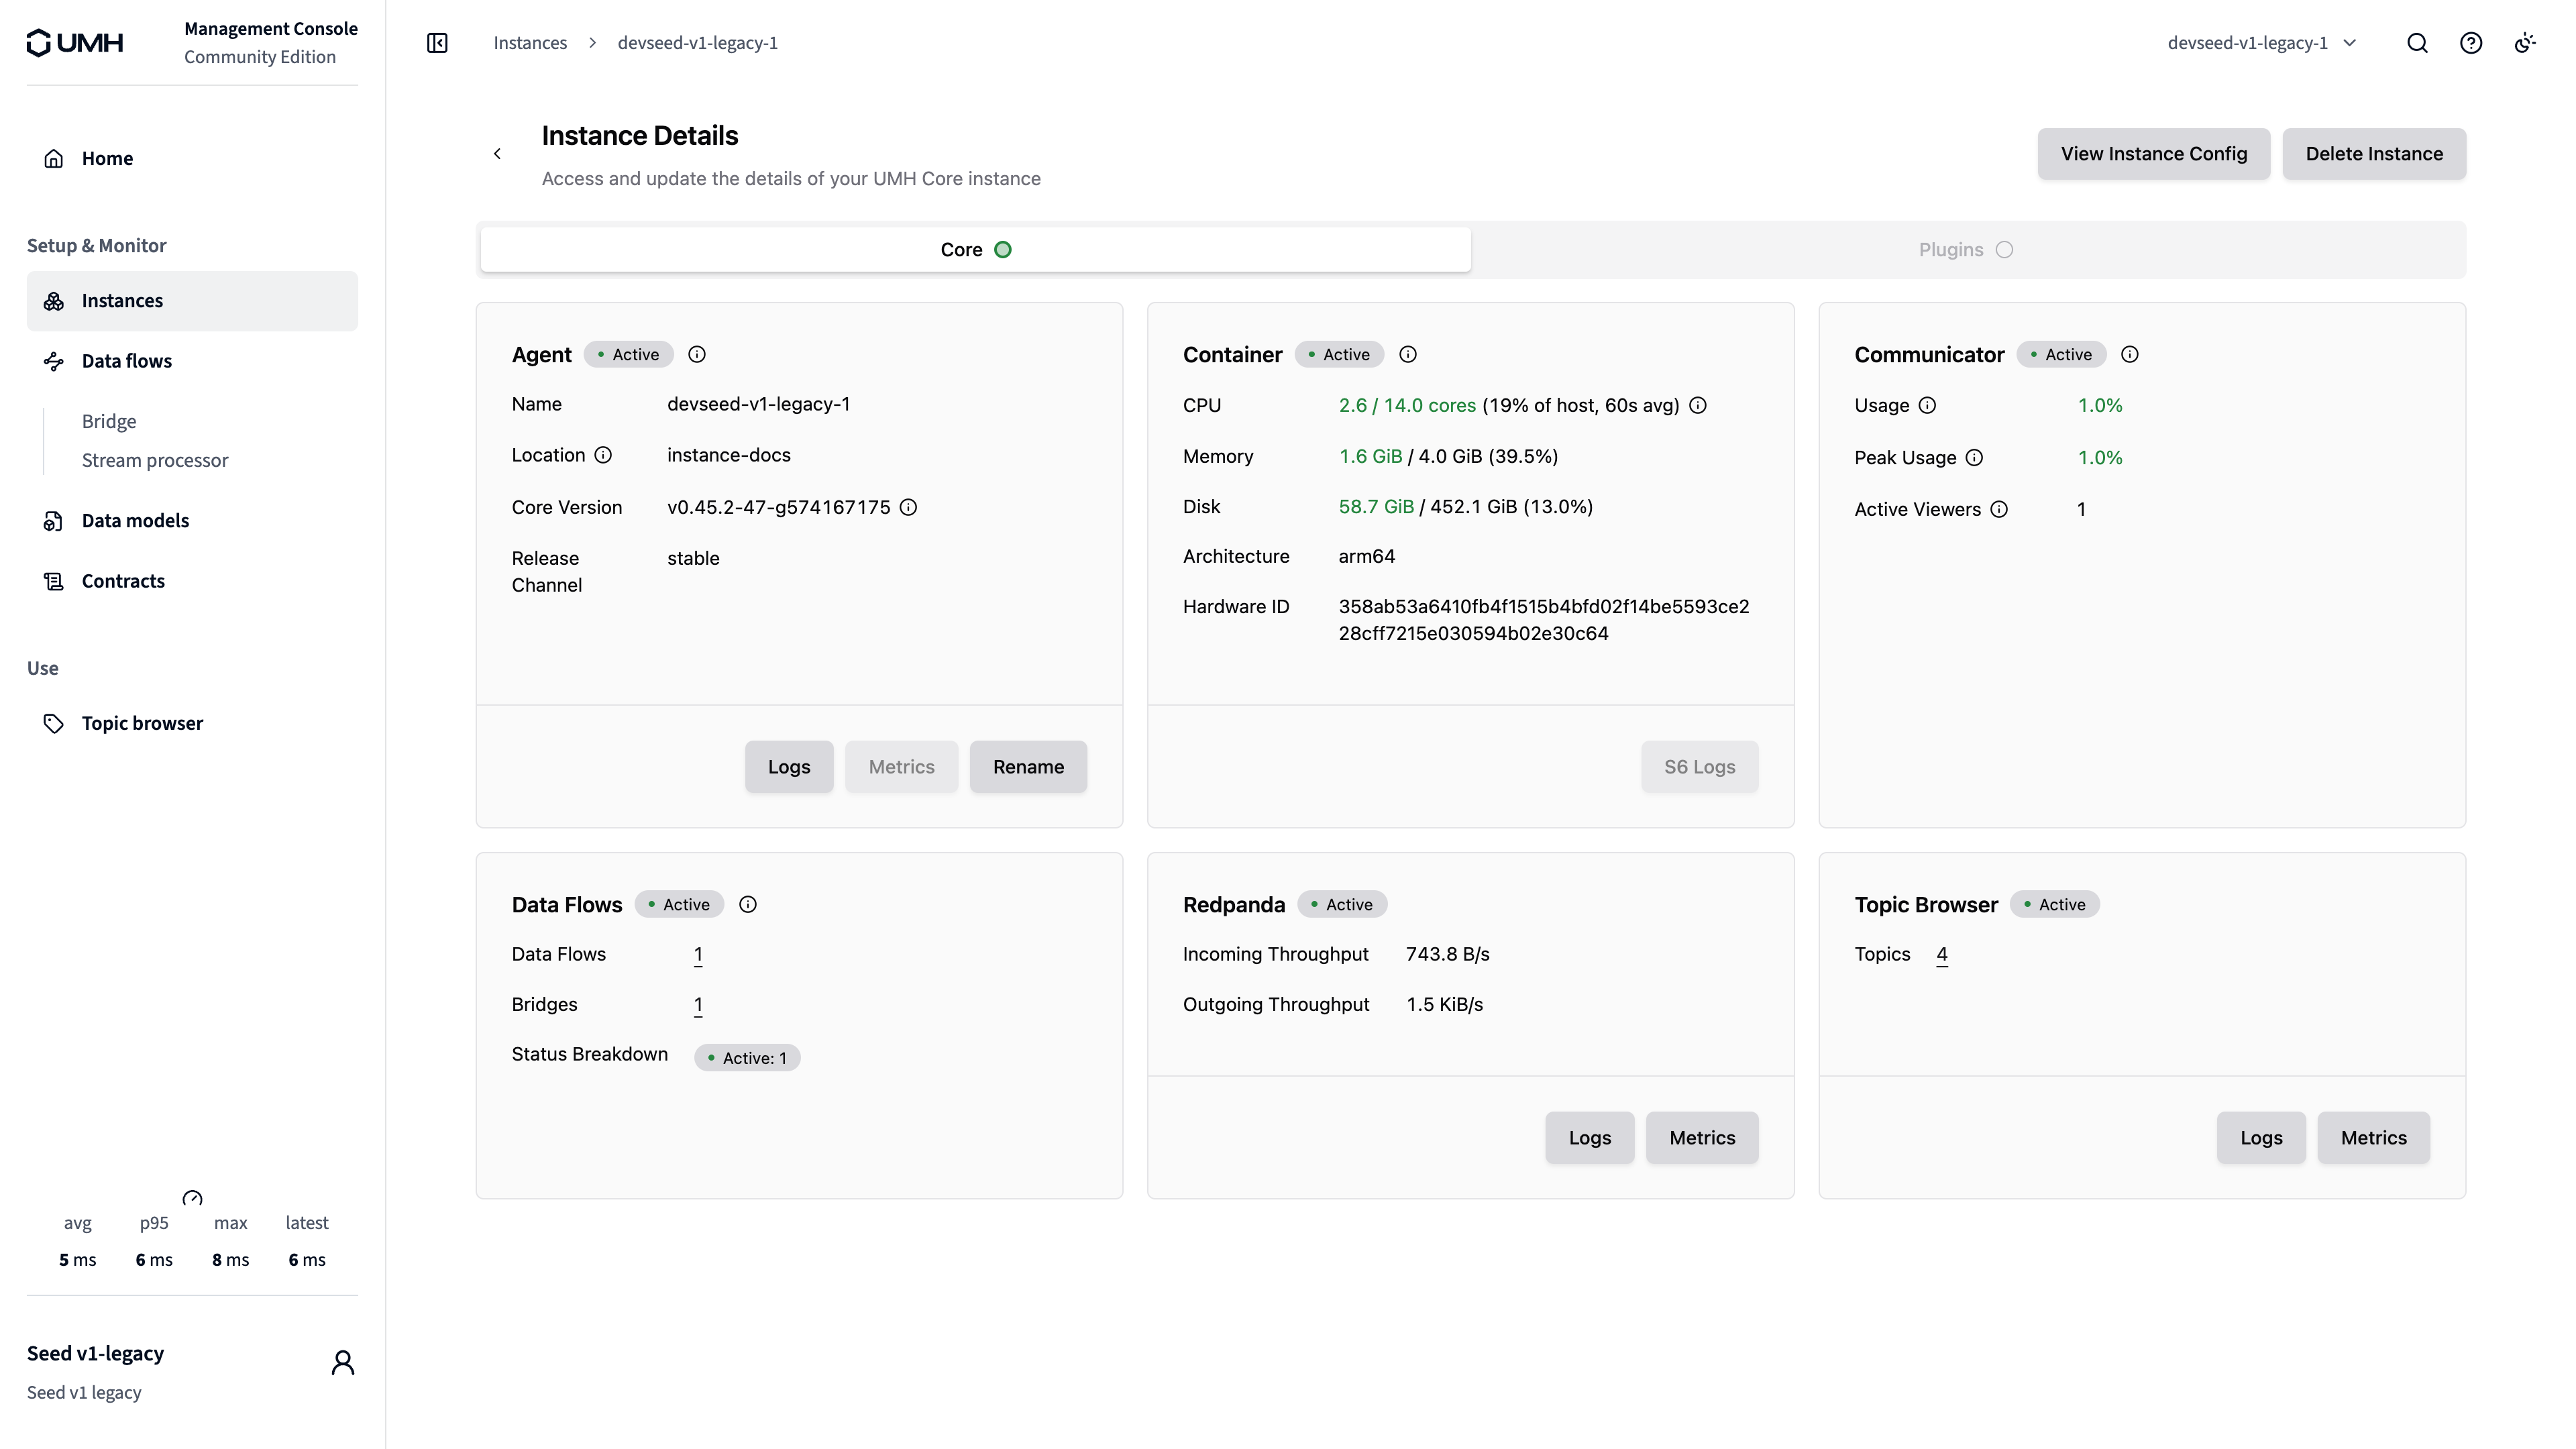 UMH
Management Console
Community Edition
Home
Setup & Monitor
Instances
Data flows
Bridge
Stream processor
Data models
Contracts
Use
Topic browser
avg p95 max latest
5 ms 6 ms 8 ms 6 ms
Seed v1-legacy
Seed v1 legacy
Instances > devseed-v1-legacy-1
devseed-v1-legacy-1
Instance Details
Access and update the details of your UMH Core instance
View Instance Config
Delete Instance
Core
Plugins
Agent Active
Name devseed-v1-legacy-1
Location instance-docs
Core Version v0.45.2-47-g574167175
Release Channel stable
Logs Metrics Rename
Container Active
CPU 2.6 / 14.0 cores (19% of host, 60s avg)
Memory 1.6 GiB / 4.0 GiB (39.5%)
Disk 58.7 GiB / 452.1 GiB (13.0%)
Architecture arm64
Hardware ID 358ab53a6410fb4f1515b4bfd02f14be5593ce2
28cff7215e030594b02e30c64
S6 Logs
Communicator Active
Usage 1.0%
Peak Usage 1.0%
Active Viewers 1
Data Flows Active
Data Flows 1
Bridges 1
Status Breakdown Active: 1
Redpanda Active
Incoming Throughput 743.8 B/s
Outgoing Throughput 1.5 KiB/s
Logs Metrics
Topic Browser Active
Topics 4
Logs Metrics